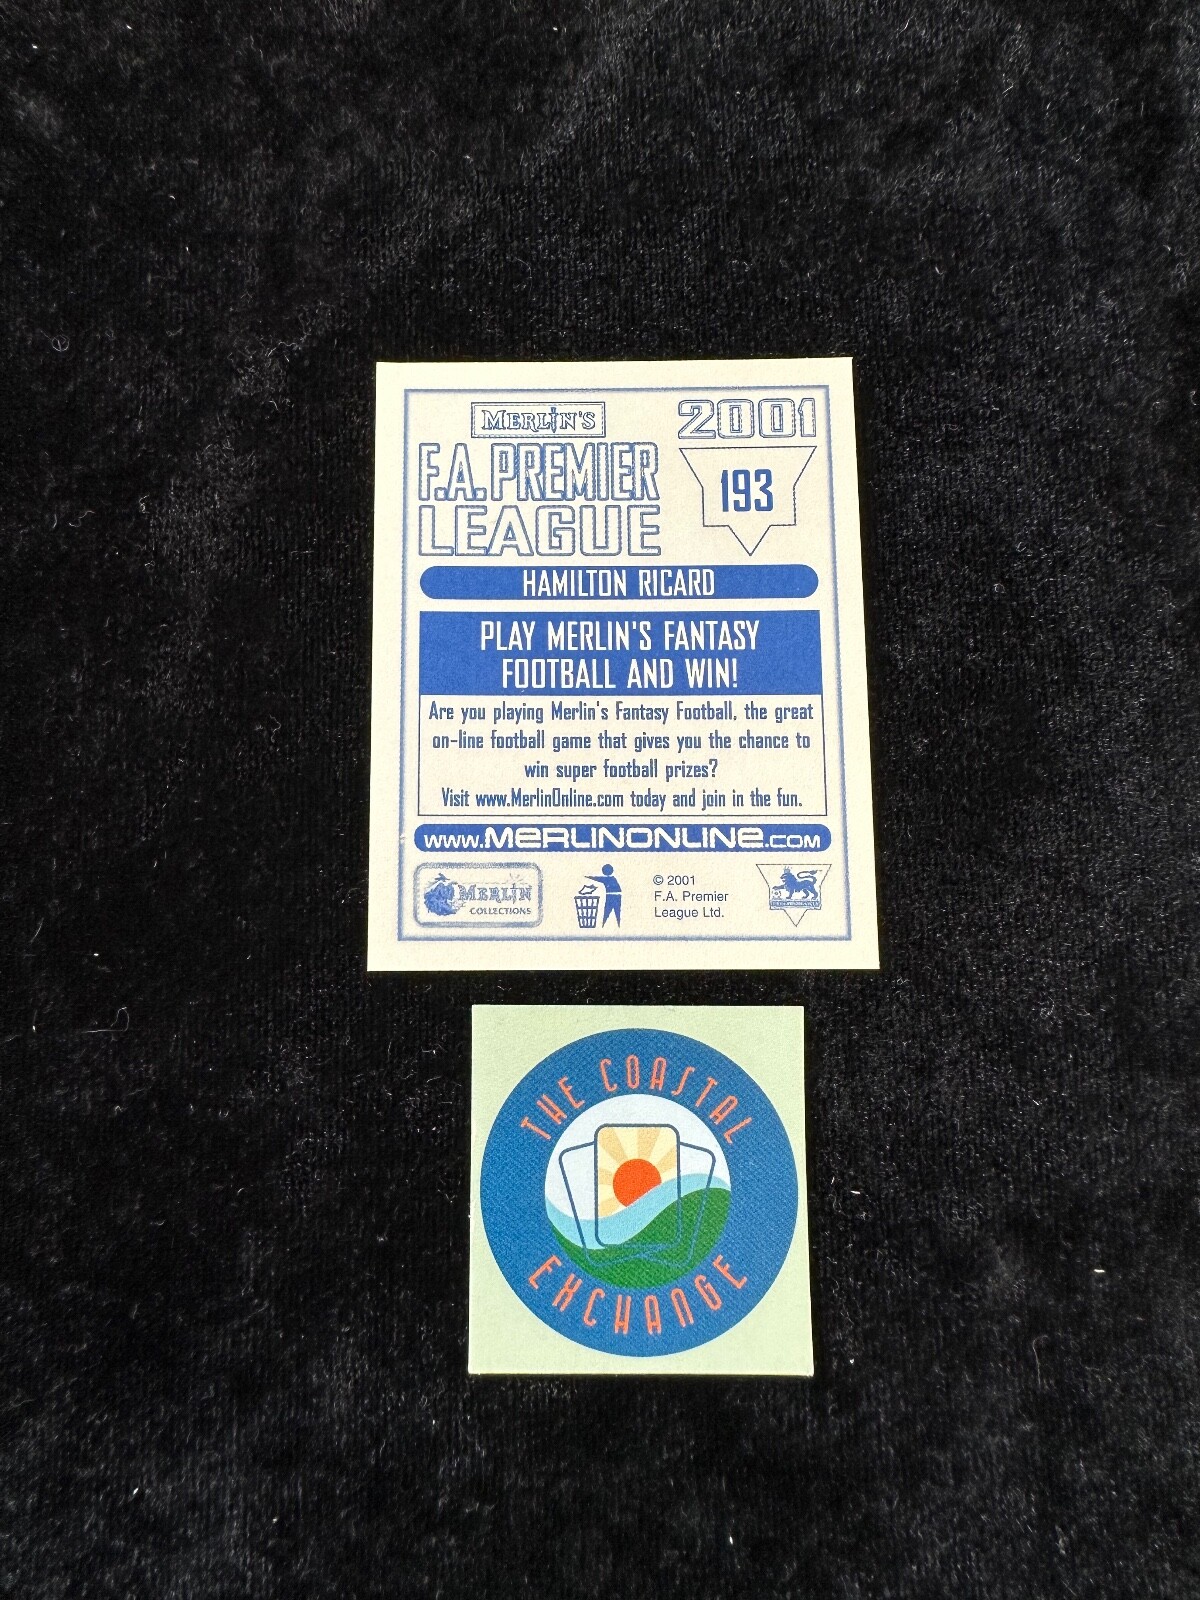 MERLIN'S
2001
F.A. PREMIER
LEAGUE
193
HAMILTON RICARD
PLAY MERLIN'S FANTASY
FOOTBALL AND WIN!
Are you playing Merlin's Fantasy Football, the great
on-line football game that gives you the chance to
win super football prizes?
Visit www.MerlinOnline.com today and join in the fun.
www.MERLINONLINE.COM
MERLIN
COLLECTIONS
© 2001
F.A. Premier
League Ltd.
THE COASTAL
EXCHANGE